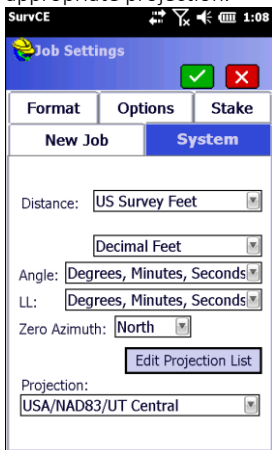 appropriate projection.
SurvCE 1:08
Job Settings
Format Options Stake
New Job System
Distance: US Survey Feet
Decimal Feet
Angle: Degrees, Minutes, Seconds
LL: Degrees, Minutes, Seconds
Zero Azimuth: North
Edit Projection List
Projection:
USA/NAD83/UT Central